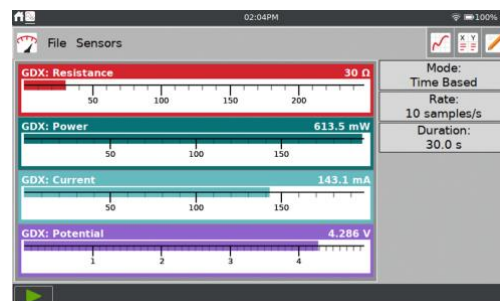 02:04PM 100%
File Sensors
X Y
GDX: Resistance 30 Ω
50 100 150 200
GDX: Power 613.5 mW
50 100 150
GDX: Current 143.1 mA
50 100 150
GDX: Potential 4.286 V
1 2 3 4
Mode:
Time Based
Rate:
10 samples/s
Duration:
30.0 s